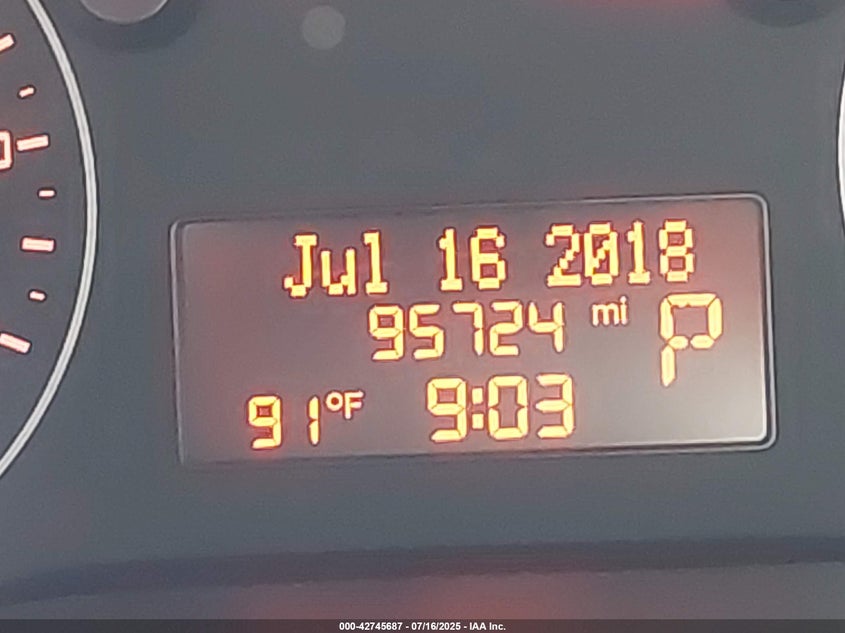 Jul 16 2018
95724 mi P
91°F 9:03
000-42745687 - 07/16/2025 - IAA Inc.